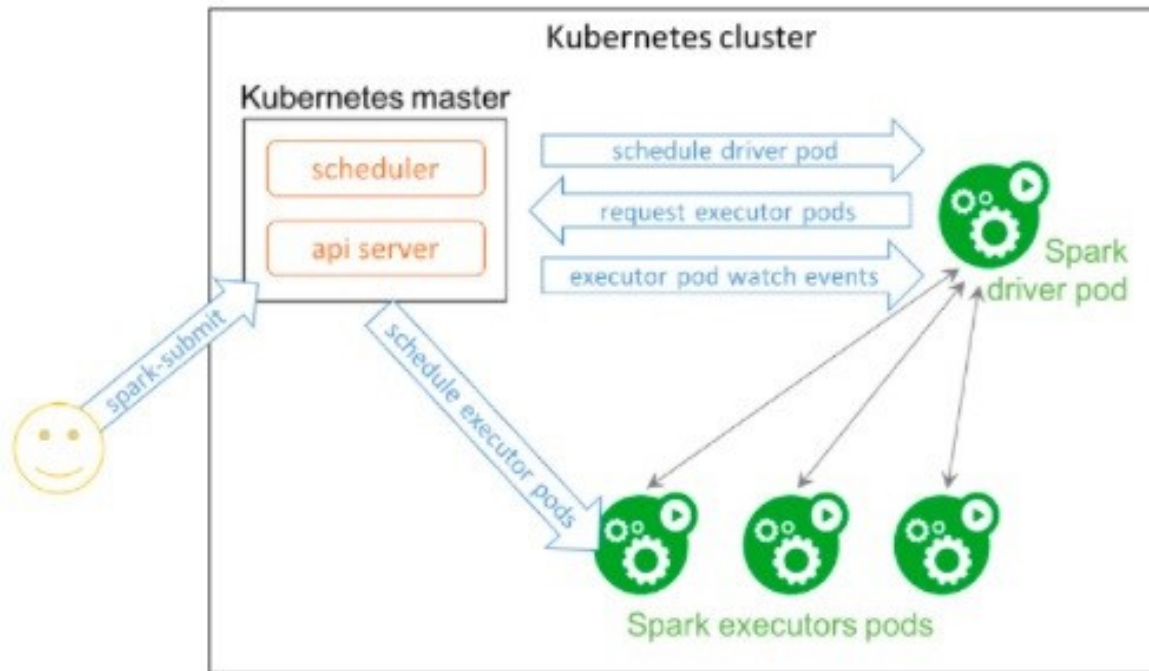 Kubernetes cluster
Kubernetes master
scheduler
api server
schedule driver pod
request executor pods
executor pod watch events
Spark
driver pod
spark-submit
schedule executor pods
Spark executors pods